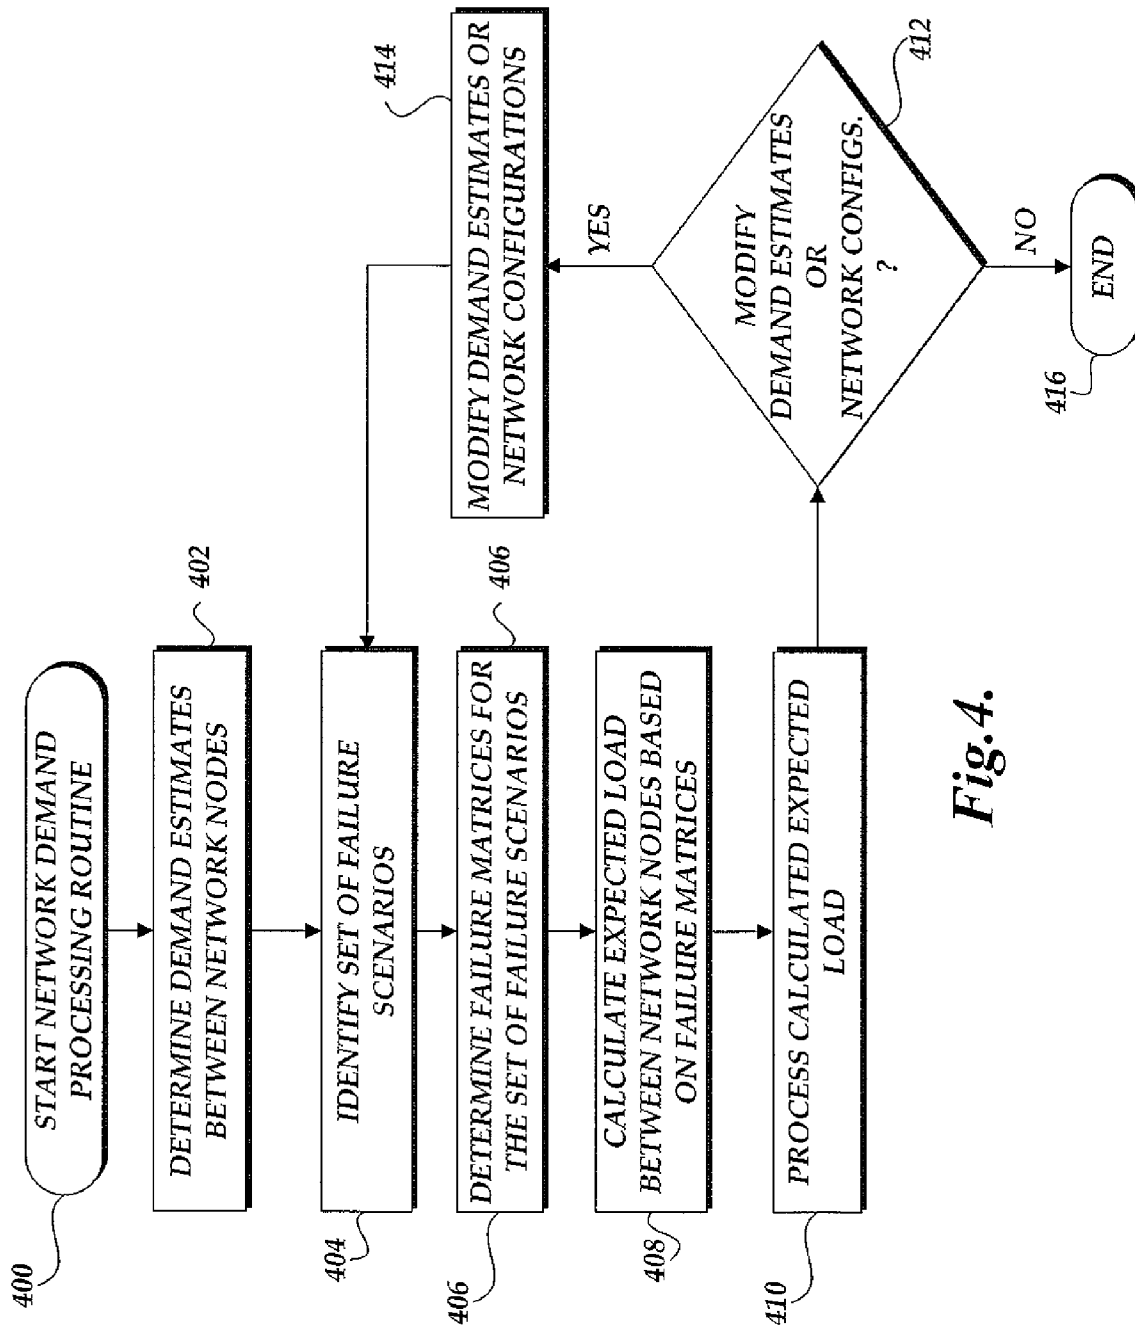 400
START NETWORK DEMAND
PROCESSING ROUTINE
402
DETERMINE DEMAND ESTIMATES
BETWEEN NETWORK NODES
404
IDENTIFY SET OF FAILURE
SCENARIOS
406
406
DETERMINE FAILURE MATRICES FOR
THE SET OF FAILURE SCENARIOS
408
CALCULATE EXPECTED LOAD
BETWEEN NETWORK NODES BASED
ON FAILURE MATRICES
410
PROCESS CALCULATED EXPECTED
LOAD
414
MODIFY DEMAND ESTIMATES OR
NETWORK CONFIGURATIONS
YES
412
MODIFY
DEMAND ESTIMATES
OR
NETWORK CONFIGS.
?
NO
416
END
Fig.4.